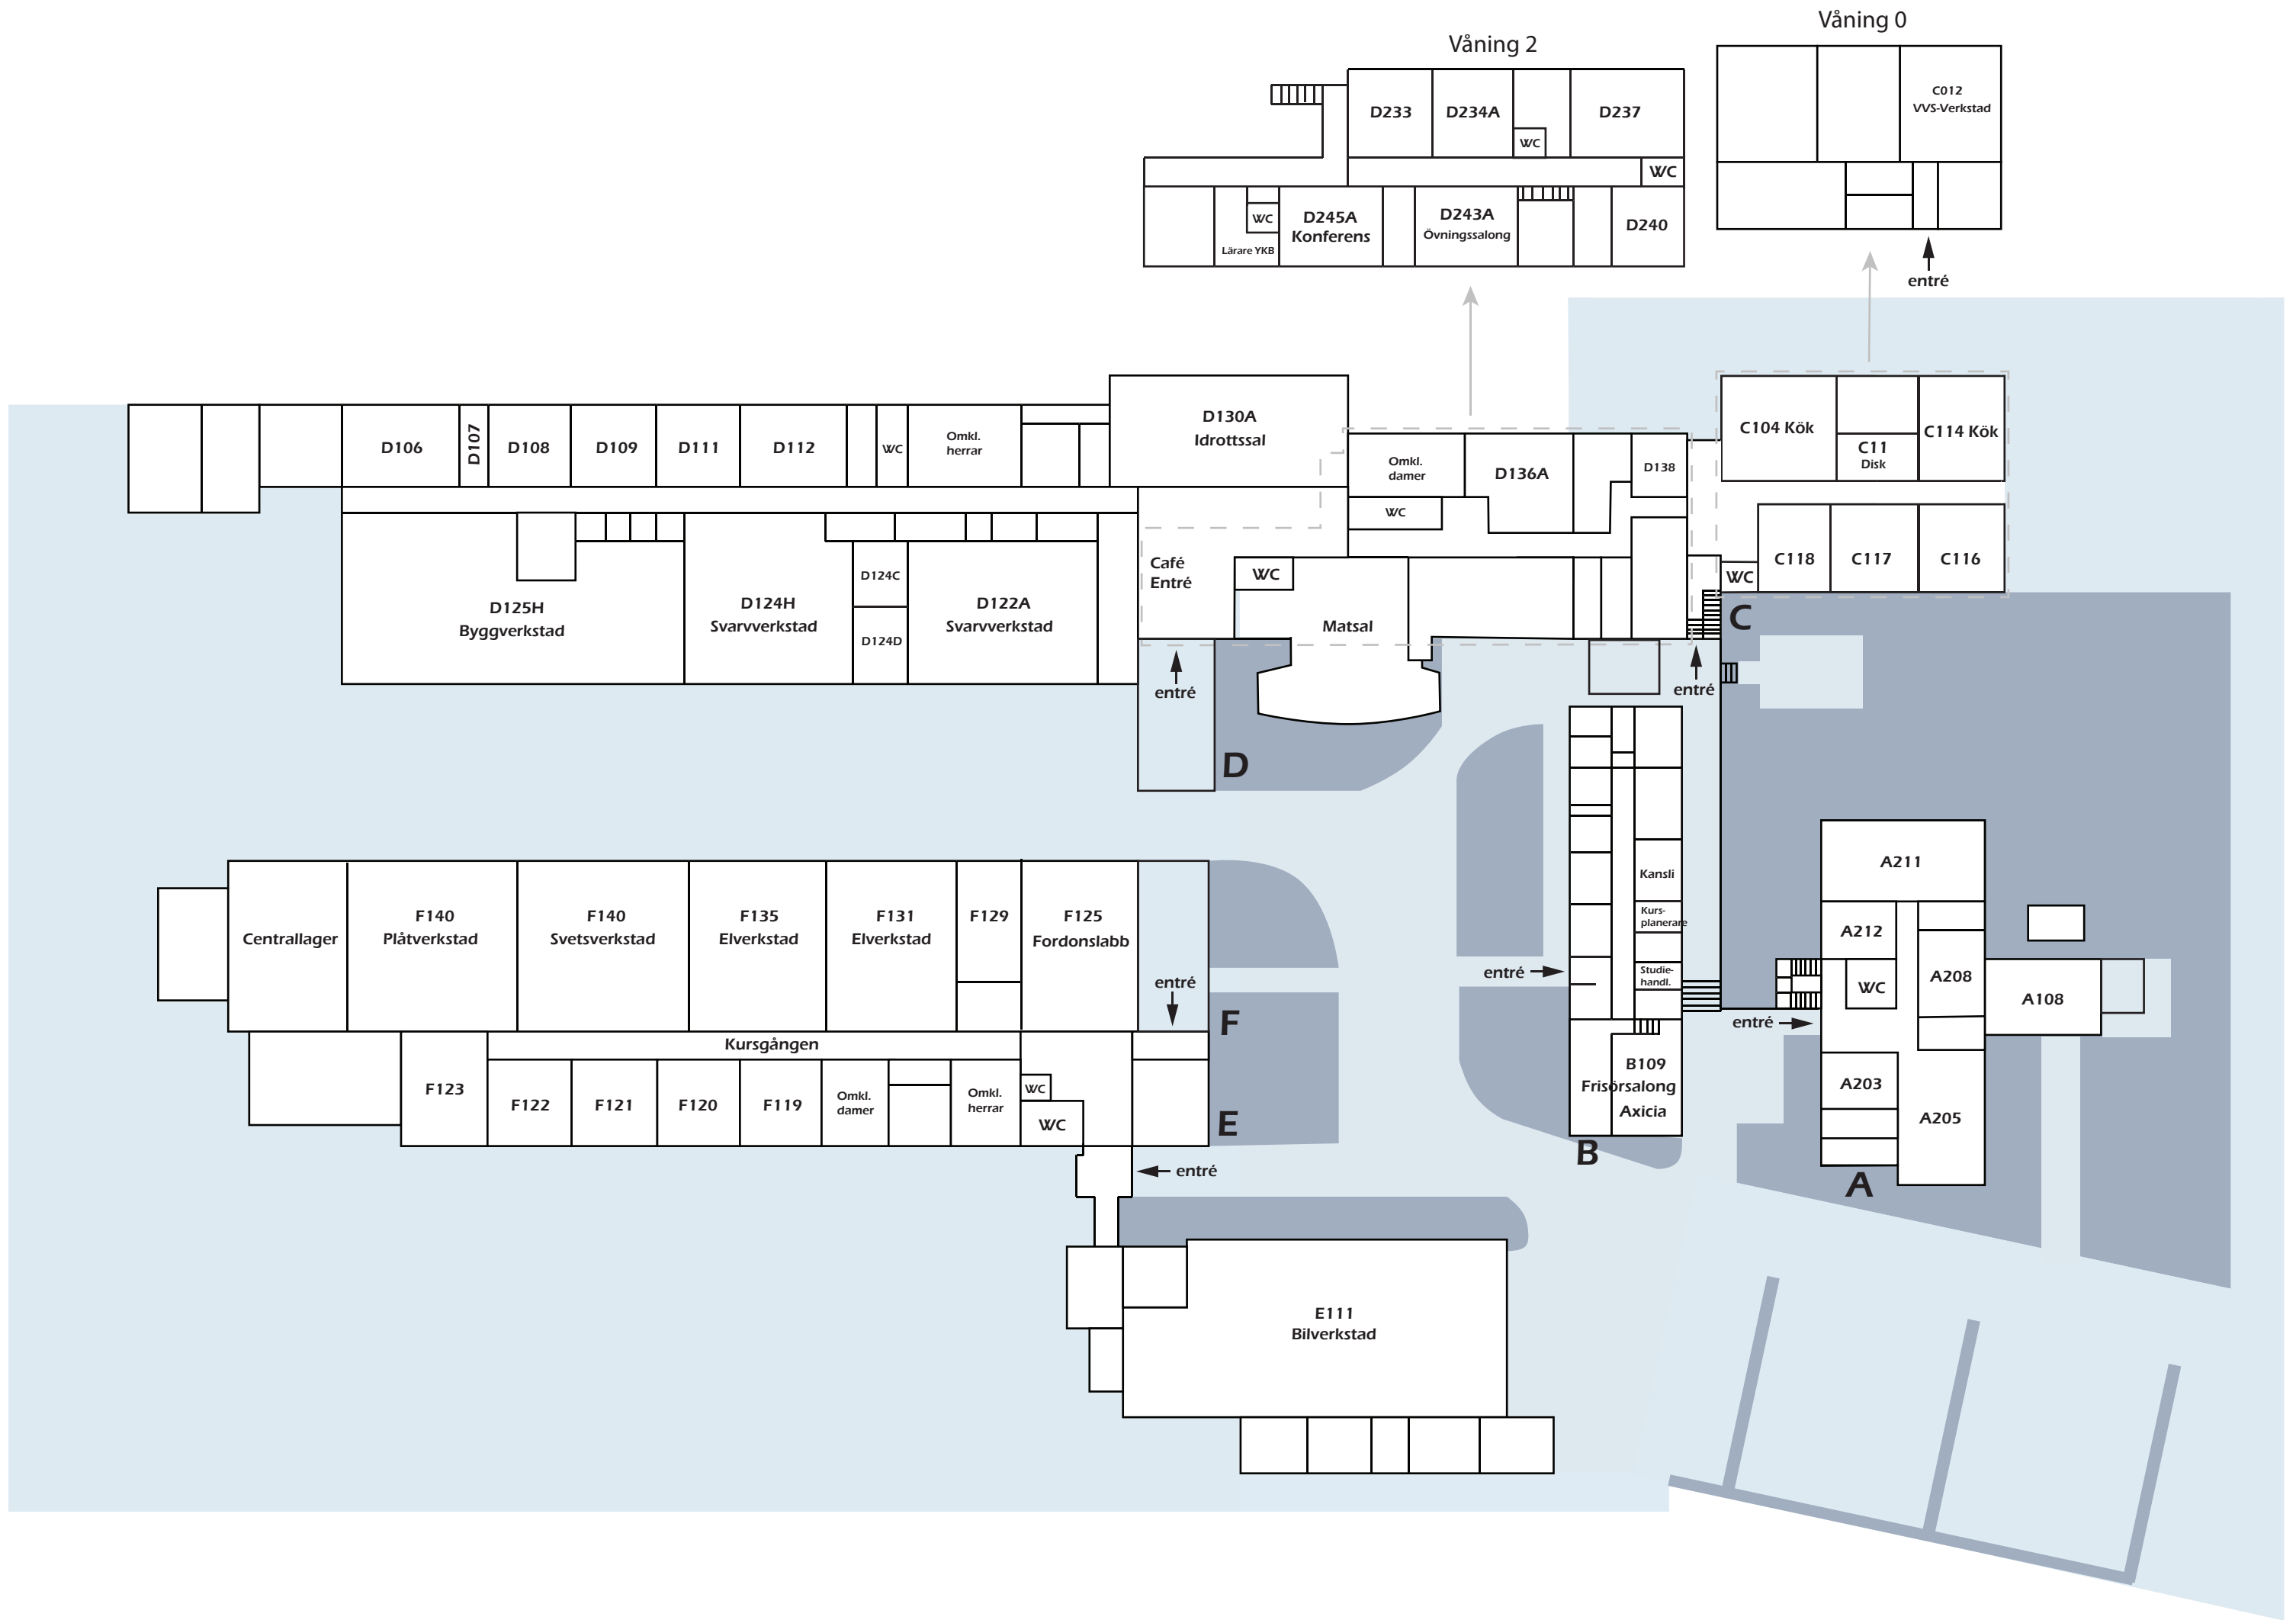 Våning 0
Våning 2
C012
VVS-Verkstad
D233
D234A
D237
WC
WC
WC
D245A
Konferens
D243A
Övningssalong
D240
Lärare YKB
entré
D130A
Idrottssal
C104 Kök
C114 Kök
C11
Disk
D106
D107
D108
D109
D111
D112
WC
Omkl.
herrar
Omkl.
damer
D136A
D138
WC
Café
Entré
WC
C118
C117
C116
WC
C
D125H
Byggverkstad
D124H
Svarvverkstad
D124C
D124D
D122A
Svarvverkstad
Matsal
entré
entré
D
A211
Kansli
Kurs-
planerare
Studie-
handl.
entré
A212
WC
A208
A108
entré
Centrallager
F140
Plåtverkstad
F140
Svetsverkstad
F135
Elverkstad
F131
Elverkstad
F129
F125
Fordonslabb
entré
F
Kursgången
F123
F122
F121
F120
F119
Omkl.
damer
Omkl.
herrar
WC
WC
E
B109
Frisörsalong
Axicia
B
A203
A205
A
entré
E111
Bilverkstad